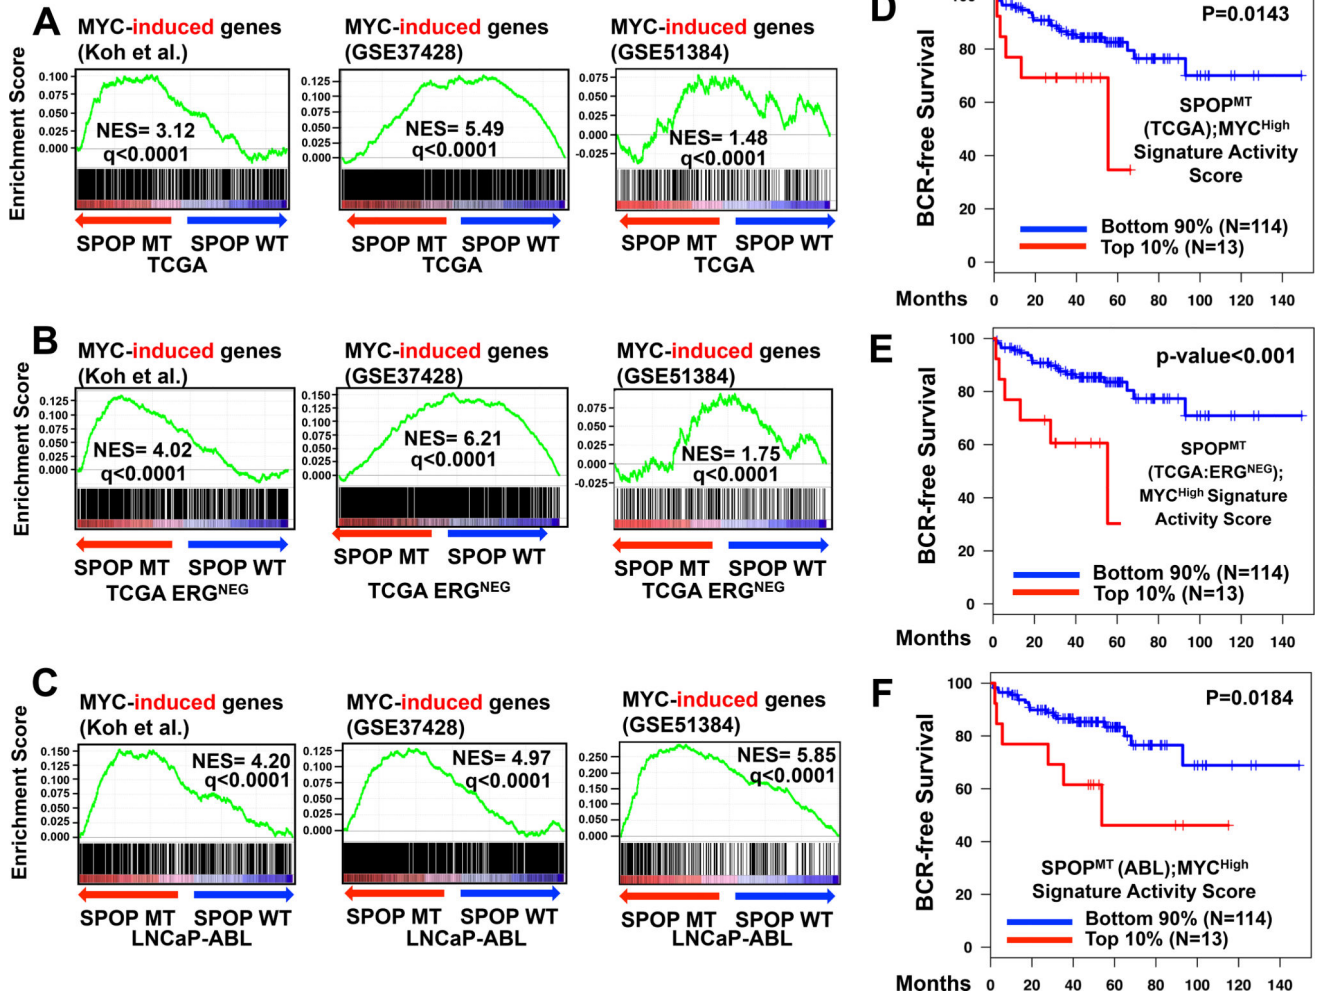 A
MYC-induced genes
(Koh et al.)
MYC-induced genes
(GSE37428)
MYC-induced genes
(GSE51384)
Enrichment Score
0.100
0.075
0.050
0.025
0.000
NES= 3.12
q<0.0001
0.125
0.100
0.075
0.050
0.025
0.000
NES= 5.49
q<0.0001
0.075
0.050
0.025
0.000
-0.025
NES= 1.48
q<0.0001
SPOP MT SPOP WT
TCGA
SPOP MT SPOP WT
TCGA
SPOP MT SPOP WT
TCGA
B
MYC-induced genes
(Koh et al.)
MYC-induced genes
(GSE37428)
MYC-induced genes
(GSE51384)
Enrichment Score
0.125
0.100
0.075
0.050
0.025
0.000
NES= 4.02
q<0.0001
0.150
0.125
0.100
0.075
0.050
0.025
0.000
NES= 6.21
q<0.0001
0.075
0.050
0.025
0.000
-0.025
NES= 1.75
q<0.0001
SPOP MT SPOP WT
TCGA ERGNEG
SPOP MT SPOP WT
TCGA ERGNEG
SPOP MT SPOP WT
TCGA ERGNEG
C
MYC-induced genes
(Koh et al.)
MYC-induced genes
(GSE37428)
MYC-induced genes
(GSE51384)
Enrichment Score
0.150
0.125
0.100
0.075
0.050
0.025
0.000
NES= 4.20
q<0.0001
0.125
0.100
0.075
0.050
0.025
0.000
NES= 4.97
q<0.0001
0.250
0.200
0.150
0.100
0.050
0.000
NES= 5.85
q<0.0001
SPOP MT SPOP WT
LNCaP-ABL
SPOP MT SPOP WT
LNCaP-ABL
SPOP MT SPOP WT
LNCaP-ABL
D
P=0.0143
BCR-free Survival
100
80
60
40
20
0
SPOPMT
(TCGA);MYCHigh
Signature Activity
Score
Bottom 90% (N=114)
Top 10% (N=13)
Months 0 20 40 60 80 100 120 140
E
p-value<0.001
BCR-free Survival
100
80
60
40
20
0
SPOPMT
(TCGA:ERGNEG);
MYCHigh Signature
Activity Score
Bottom 90% (N=114)
Top 10% (N=13)
Months 0 20 40 60 80 100 120 140
F
P=0.0184
BCR-free Survival
100
80
60
40
20
0
SPOPMT (ABL);MYCHigh
Signature Activity Score
Bottom 90% (N=114)
Top 10% (N=13)
Months 0 20 40 60 80 100 120 140